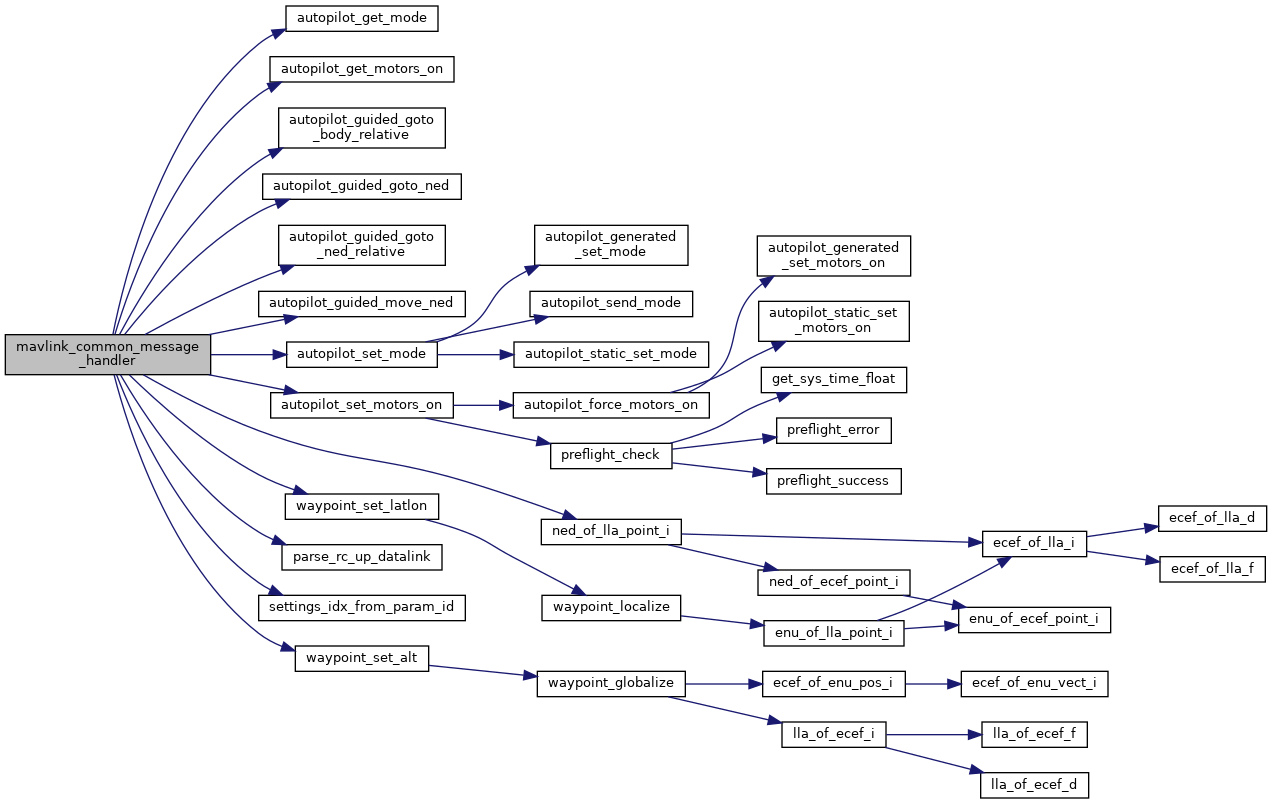 autopilot_get_mode
autopilot_get_motors_on
autopilot_guided_goto
_body_relative
autopilot_guided_goto_ned
autopilot_guided_goto
_ned_relative
autopilot_guided_move_ned
mavlink_common_message
_handler
autopilot_set_mode
autopilot_set_motors_on
waypoint_set_latlon
parse_rc_up_datalink
settings_idx_from_param_id
waypoint_set_alt
autopilot_generated
_set_mode
autopilot_send_mode
autopilot_static_set_mode
autopilot_force_motors_on
preflight_check
ned_of_lla_point_i
waypoint_localize
waypoint_globalize
autopilot_generated
_set_motors_on
autopilot_static_set
_motors_on
get_sys_time_float
preflight_error
preflight_success
ned_of_ecef_point_i
enu_of_lla_point_i
ecef_of_enu_pos_i
lla_of_ecef_i
ecef_of_lla_i
enu_of_ecef_point_i
ecef_of_enu_vect_i
lla_of_ecef_f
lla_of_ecef_d
ecef_of_lla_d
ecef_of_lla_f